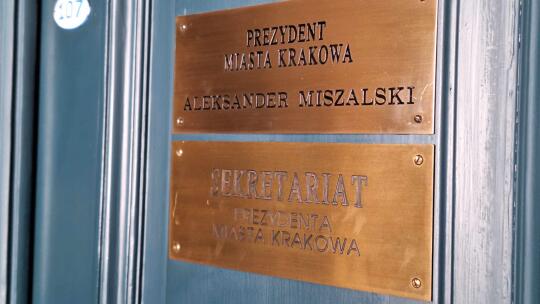 107
PREZYDENT
MIASTA KRAKOWA
ALEKSANDER MISZALSKI
SEKRETARIAT
PREZYDENTA
MIASTA KRAKOWA